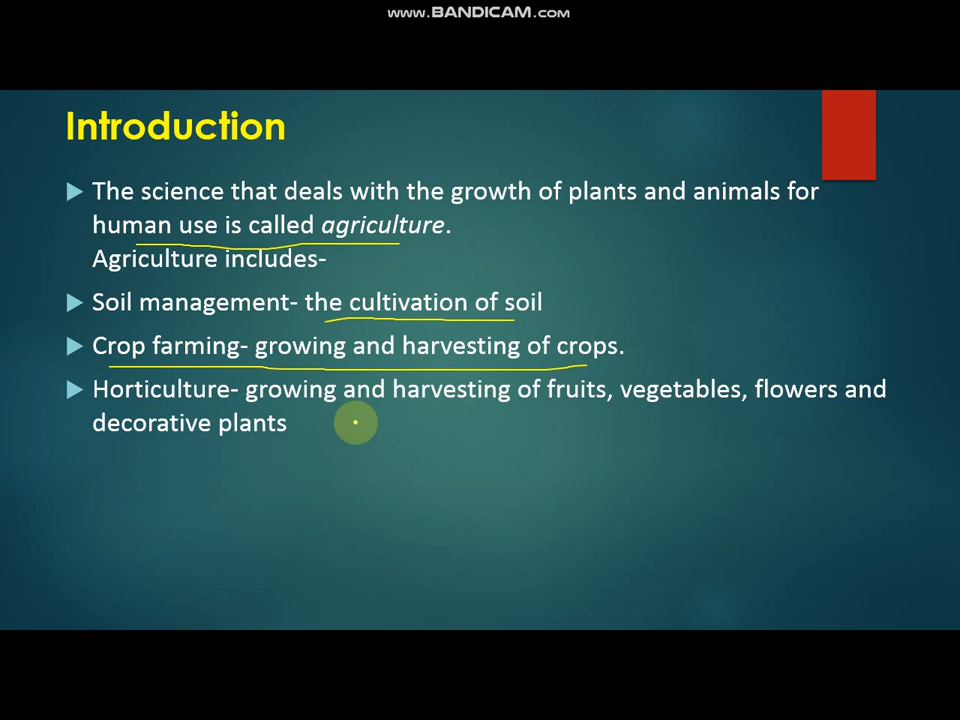 www.BANDICAM.com
Introduction
The science that deals with the growth of plants and animals for
human use is called agriculture.
Agriculture includes-
Soil management- the cultivation of soil
Crop farming- growing and harvesting of crops.
Horticulture- growing and harvesting of fruits, vegetables, flowers and
decorative plants